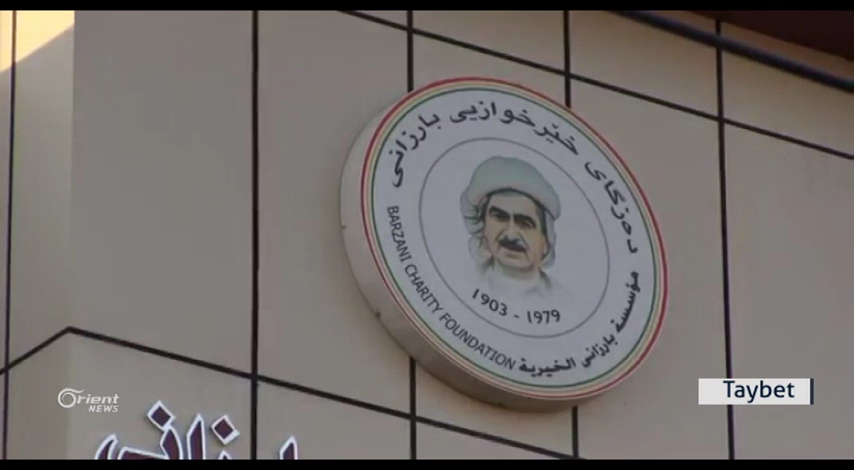 دەزگای خێرخوازیی بارزانی
1903 - 1979
BARZANI CHARITY FOUNDATION
مؤسسة بارزاني الخيرية
Orient
NEWS
Taybet